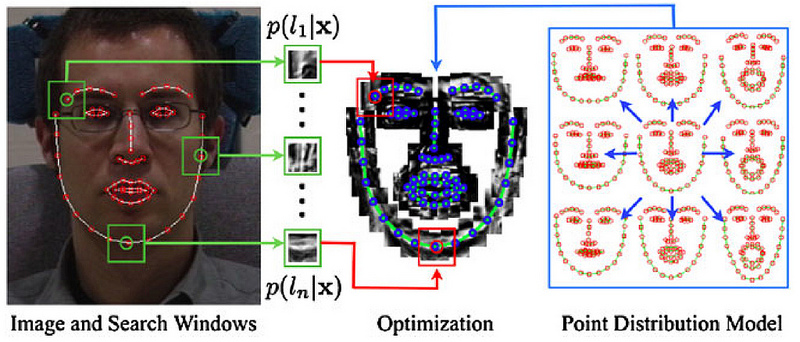 p(l₁|x)
p(lₙ|x)
Image and Search Windows
Optimization
Point Distribution Model